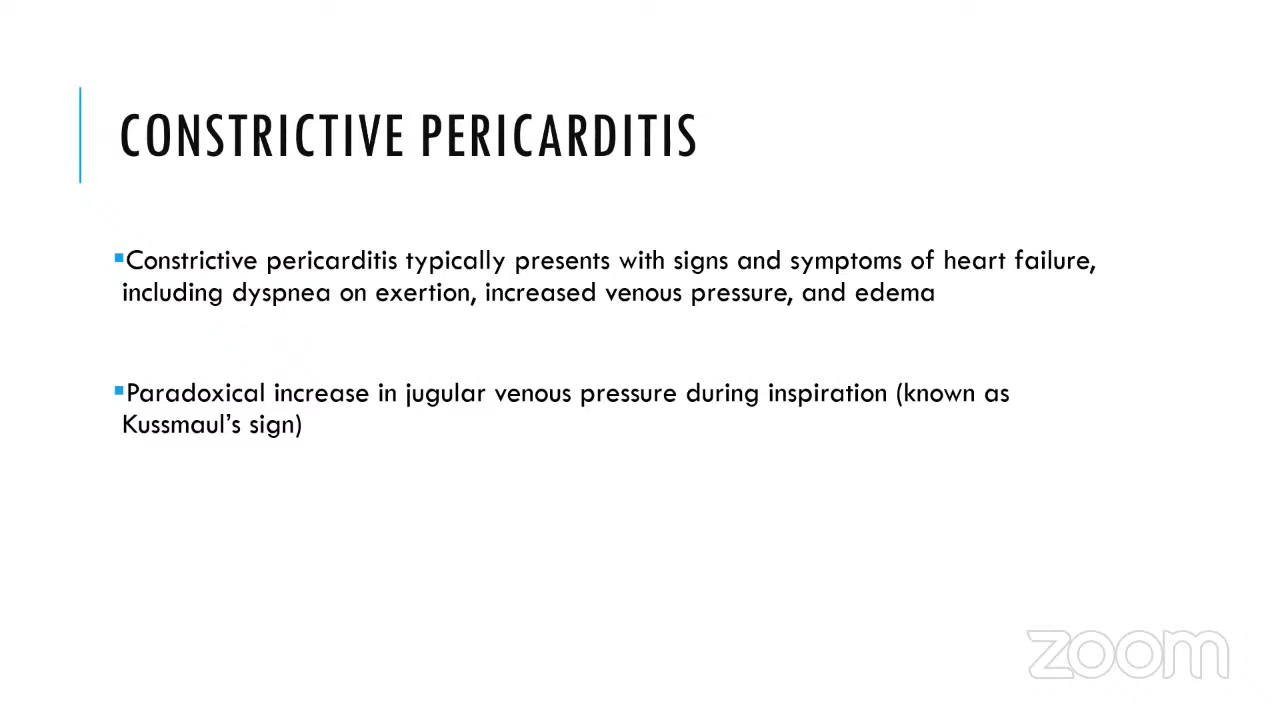 CONSTRICTIVE PERICARDITIS
▪Constrictive pericarditis typically presents with signs and symptoms of heart failure,
including dyspnea on exertion, increased venous pressure, and edema
▪Paradoxical increase in jugular venous pressure during inspiration (known as
Kussmaul’s sign)
zoom